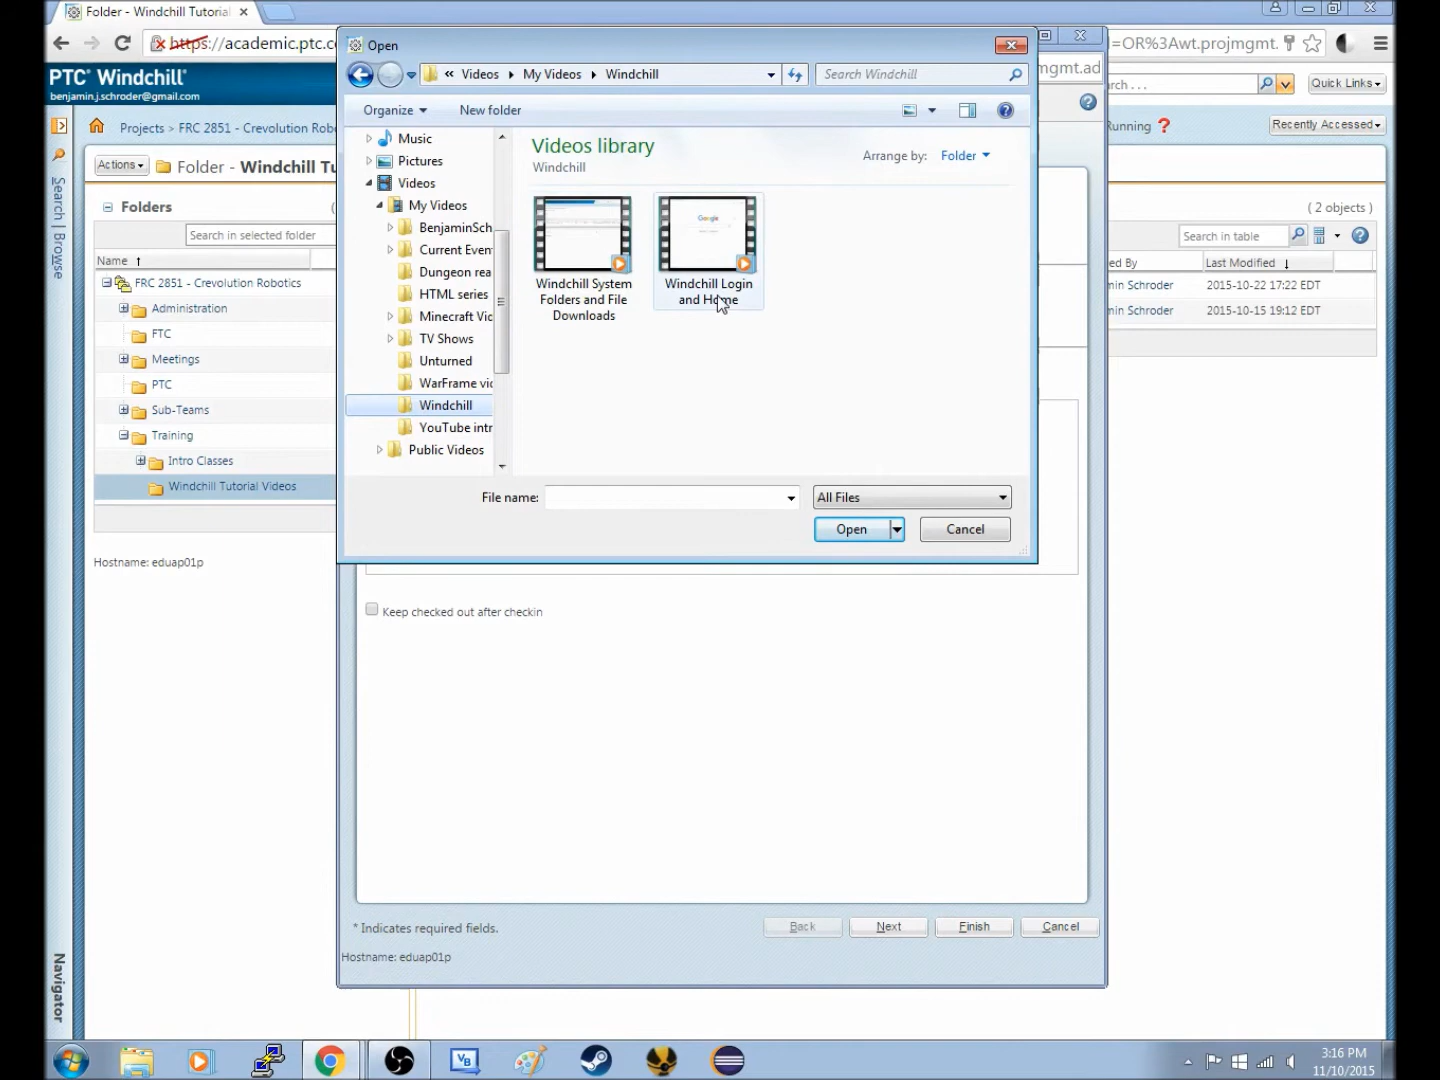 Folder - Windchill Tutorial
https://academic.ptc.c
=OR%3Awt.projmgmt.
PTC Windchill
benjamin.j.schroder@gmail.com
Open
mgmt.ad
rch . . .
Quick Links
« Videos My Videos Windchill
Search Windchill
Organize
New folder
Projects > FRC 2851 - Crevolution Robo
Running ?
Recently Accessed
Actions
Folder - Windchill Tu
Search | Browse
Navigator
Folders
(
Search in selected folder
Name
FRC 2851 - Crevolution Robotics
Administration
FTC
Meetings
PTC
Sub-Teams
Training
Intro Classes
Windchill Tutorial Videos
Hostname: eduap01p
Music
Pictures
Videos
My Videos
BenjaminSch
Current Even
Dungeon rea
HTML series
Minecraft Vid
TV Shows
Unturned
WarFrame vid
Windchill
YouTube intr
Public Videos
Videos library
Windchill
Arrange by: Folder
Google
Windchill System
Folders and File
Downloads
Windchill Login
and Home
File name:
All Files
Open
Cancel
( 2 objects )
Search in table
ed By
Last Modified
min Schroder
2015-10-22 17:22 EDT
min Schroder
2015-10-15 19:12 EDT
Keep checked out after checkin
* Indicates required fields.
Back
Next
Finish
Cancel
Hostname: eduap01p
VB
3:16 PM
11/10/2015